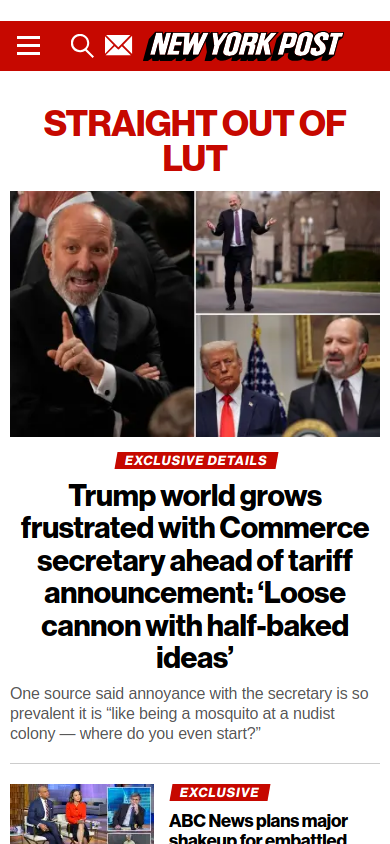 NEW YORK POST
STRAIGHT OUT OF
LUT
EXCLUSIVE DETAILS
Trump world grows
frustrated with Commerce
secretary ahead of tariff
announcement: ‘Loose
cannon with half-baked
ideas’
One source said annoyance with the secretary is so
prevalent it is “like being a mosquito at a nudist
colony — where do you even start?”
EXCLUSIVE
ABC News plans major
shakeup for embattled